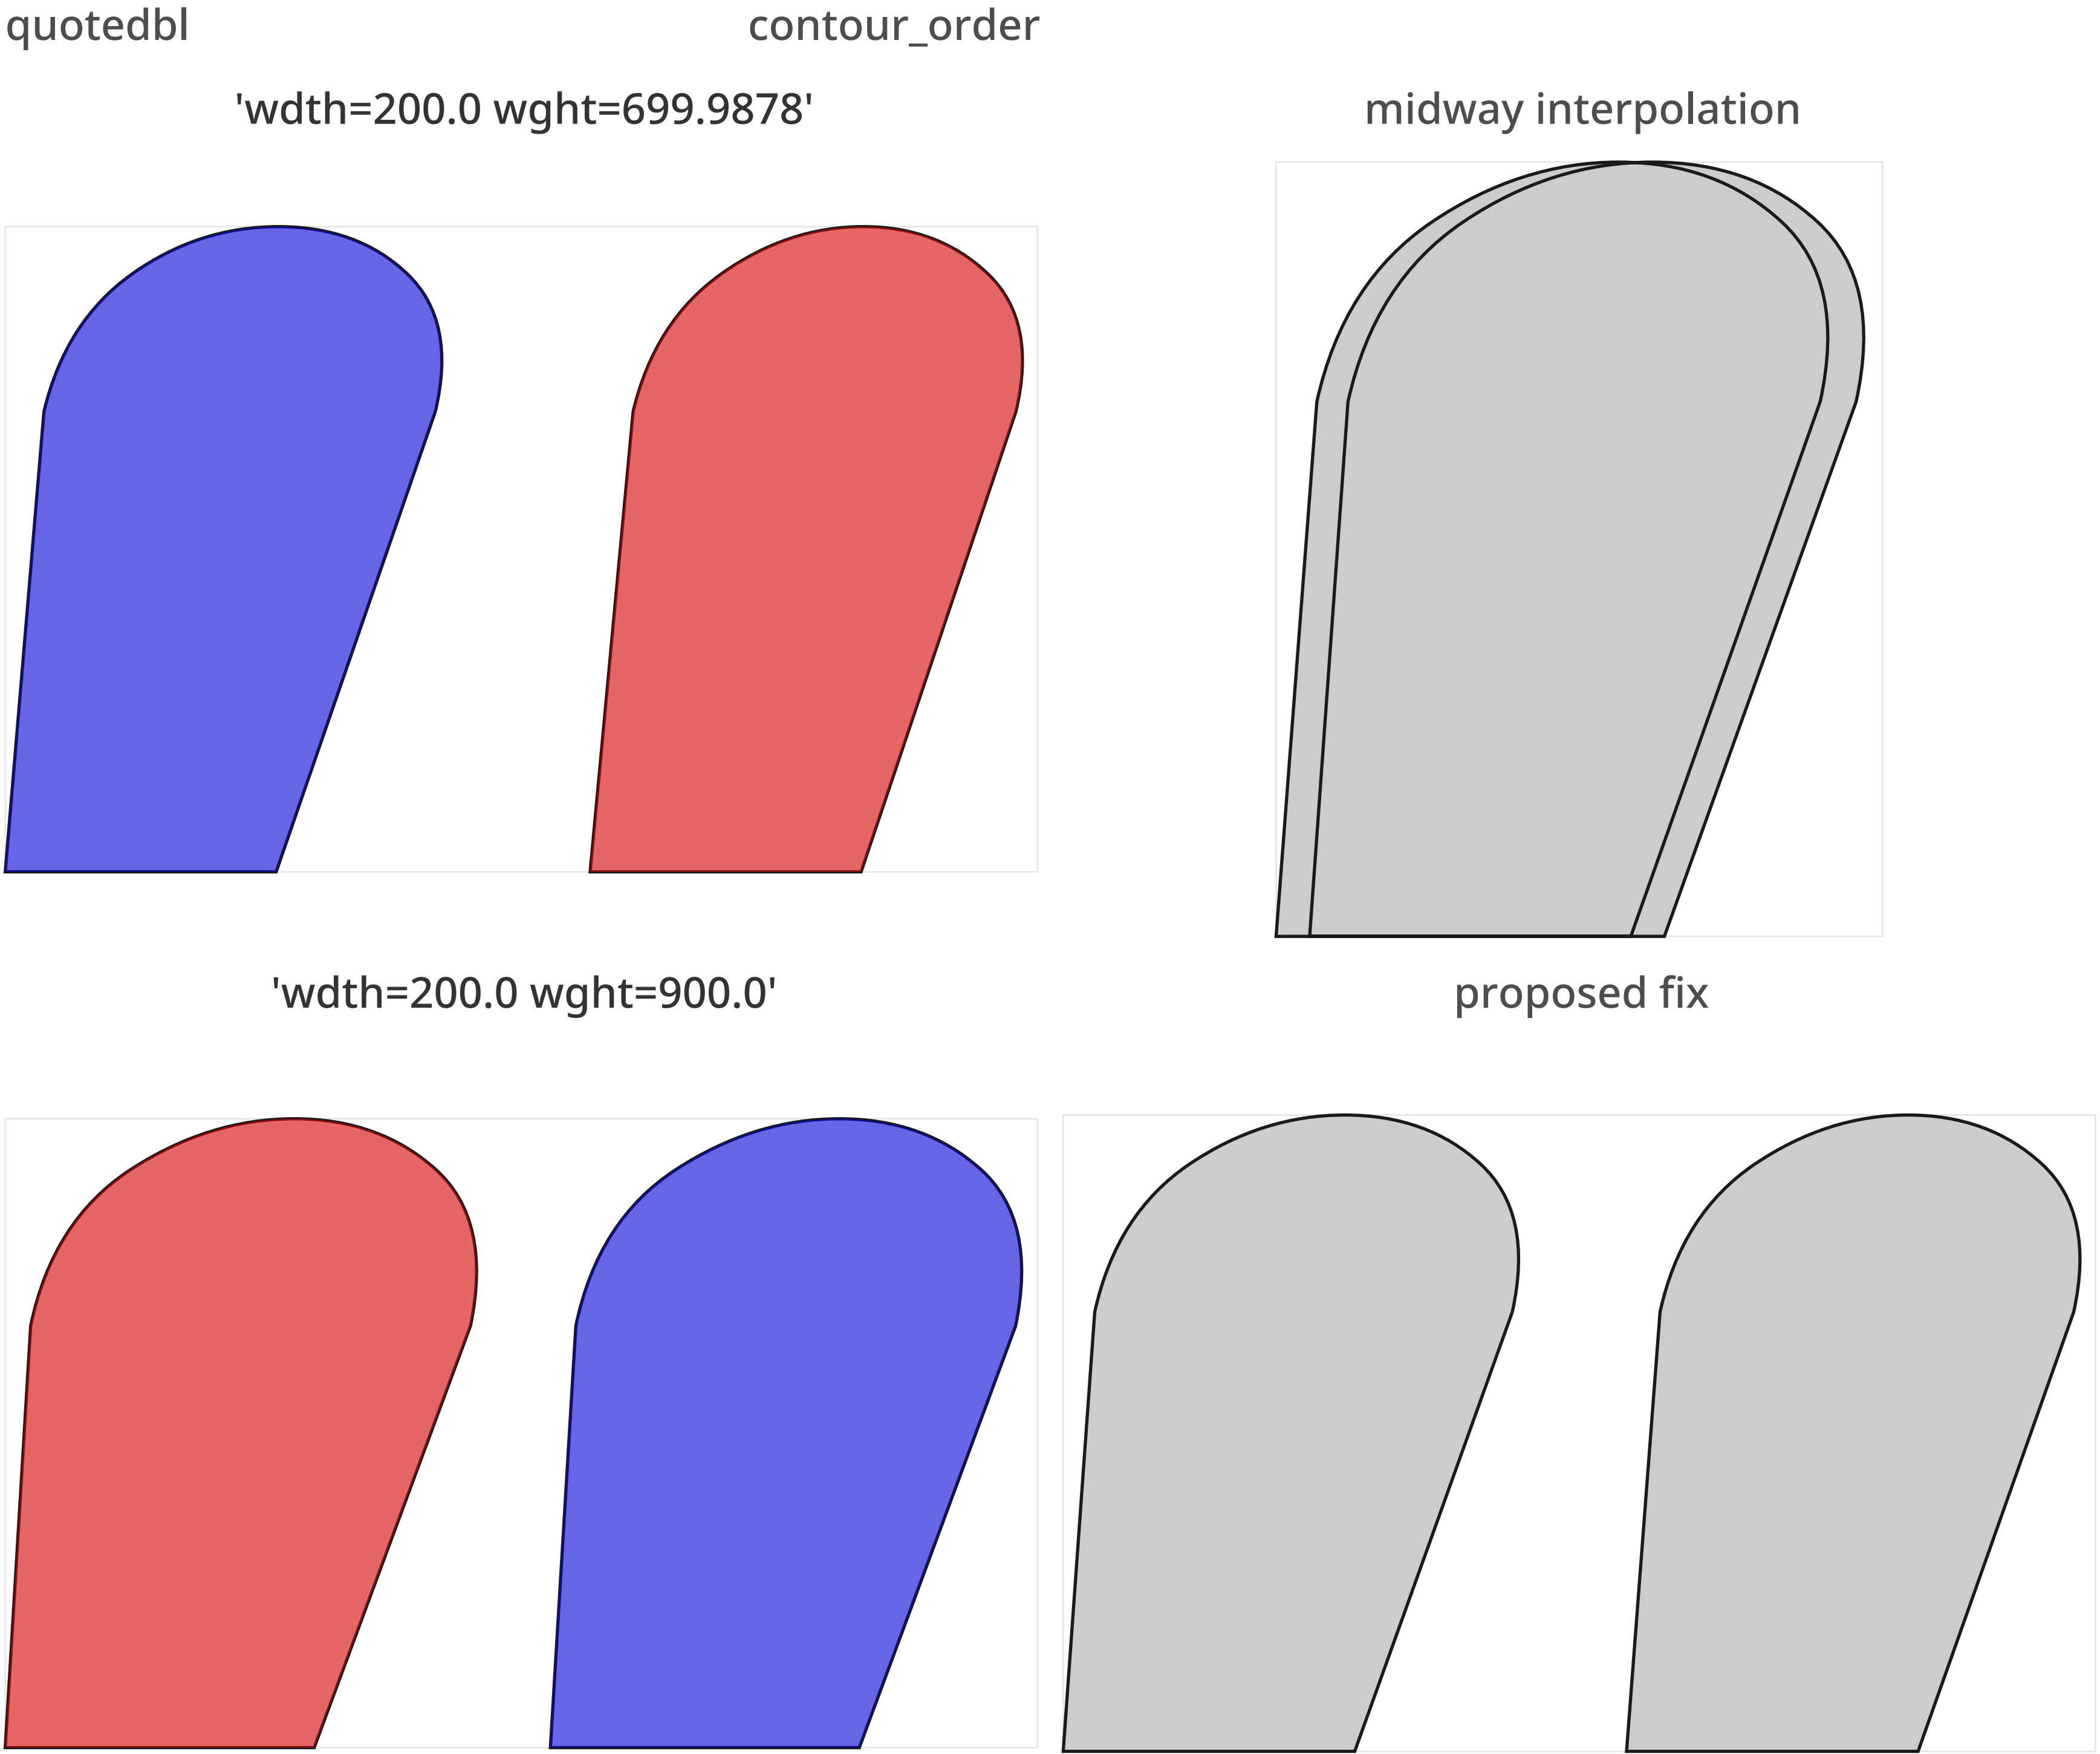 quotedbl contour_order
'wdth=200.0 wght=699.9878'
midway interpolation
'wdth=200.0 wght=900.0'
proposed fix